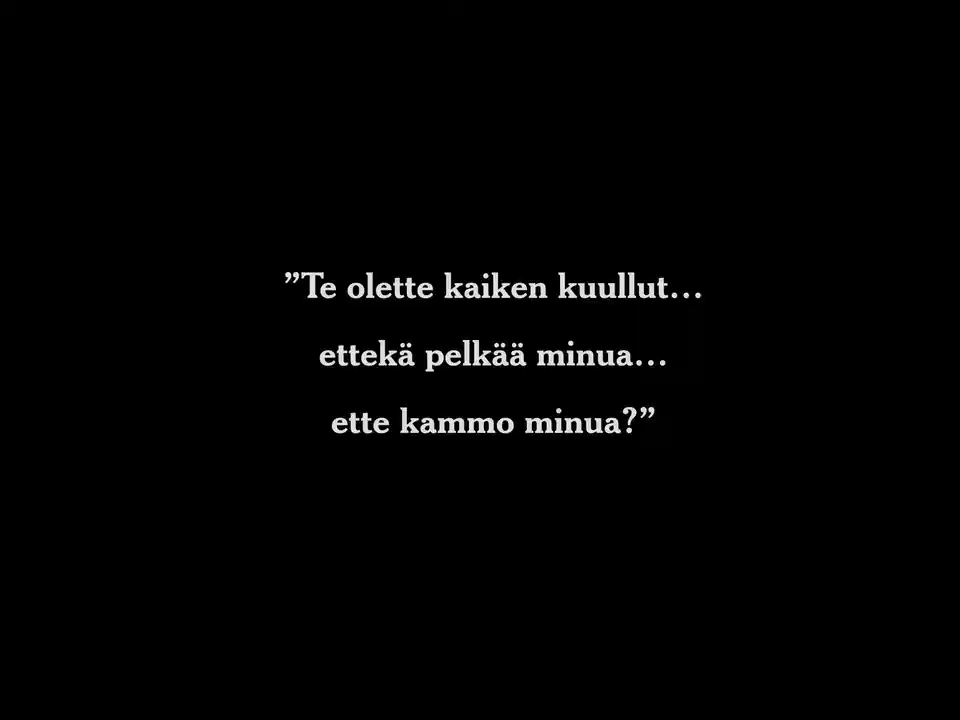 ”Te olette kaiken kuullut...
ettekä pelkää minua...
ette kammo minua?”